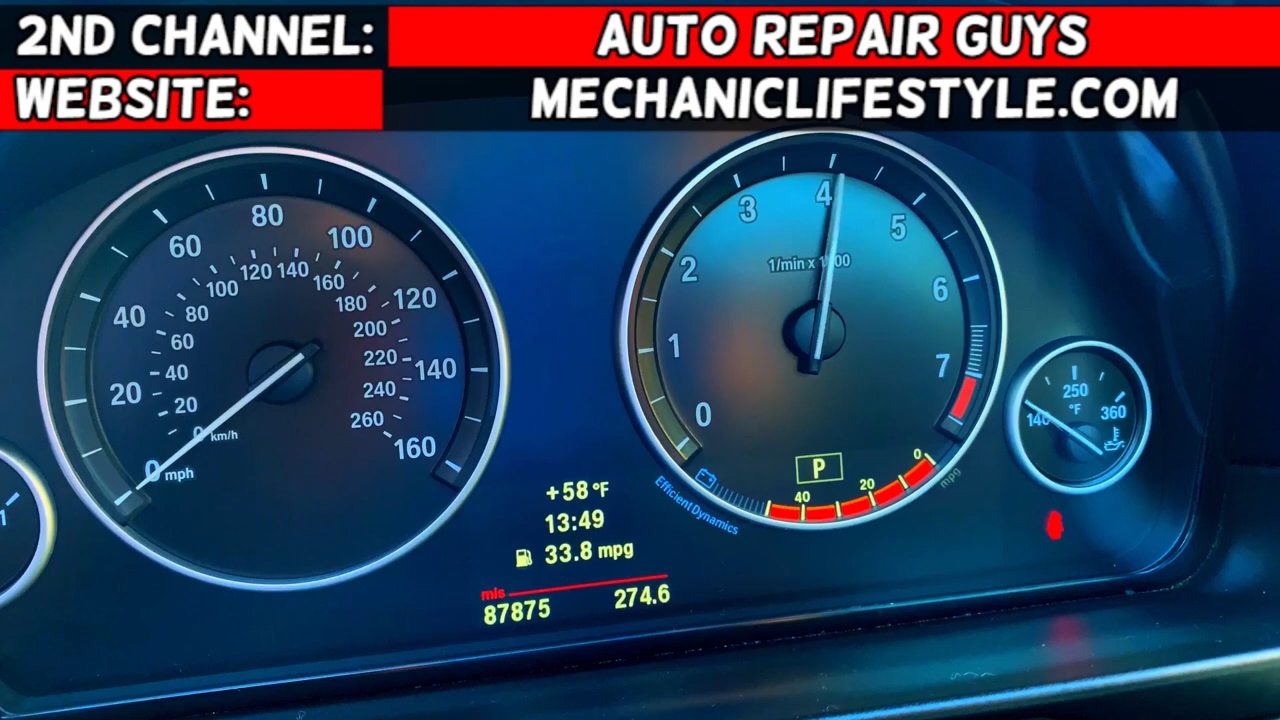 2ND CHANNEL: AUTO REPAIR GUYS
WEBSITE: MECHANICLIFESTYLE.COM
0 20 40 60 80 100 120 140 160
mph
0 20 40 60 80 100 120 140 160 180 200 220 240 260
km/h
0 1 2 3 4 5 6 7
P
40 20 0
mpg
Efficient Dynamics
140 250 360
°F
1
+58 °F
13:49
33.8 mpg
mls
87875 274.6